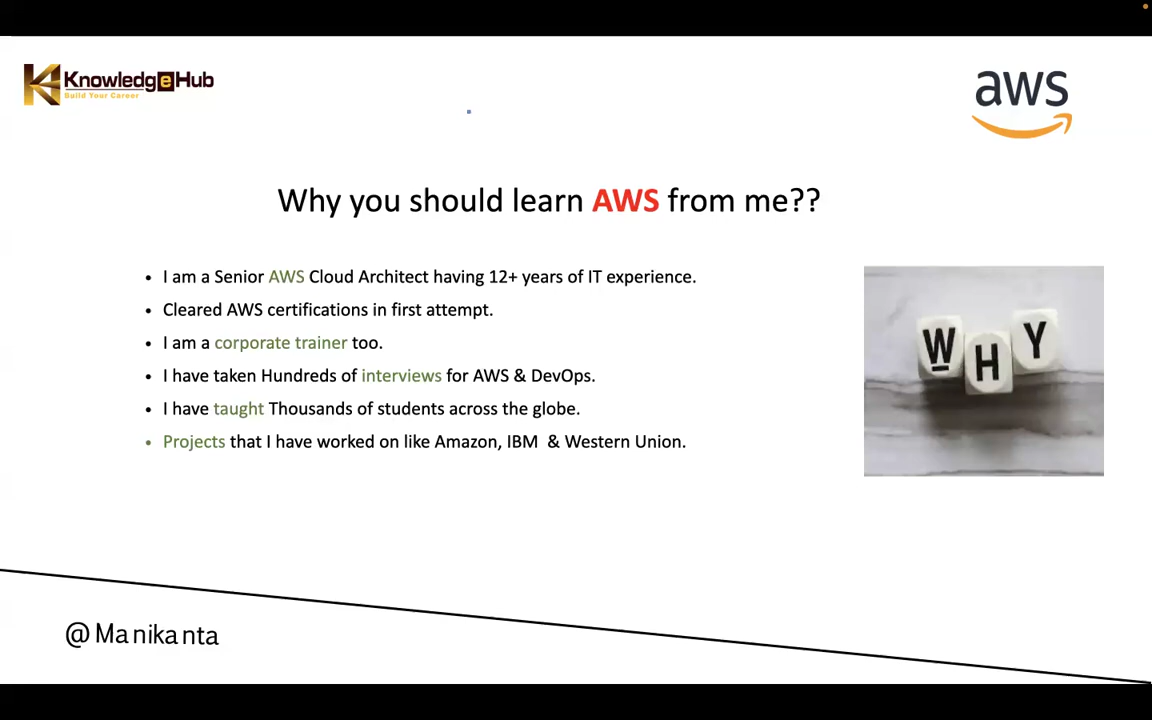 KnowledgeHub
Build Your Career
aws
Why you should learn AWS from me??
• I am a Senior AWS Cloud Architect having 12+ years of IT experience.
• Cleared AWS certifications in first attempt.
• I am a corporate trainer too.
• I have taken Hundreds of interviews for AWS & DevOps.
• I have taught Thousands of students across the globe.
• Projects that I have worked on like Amazon, IBM & Western Union.
WHY
@Manikanta